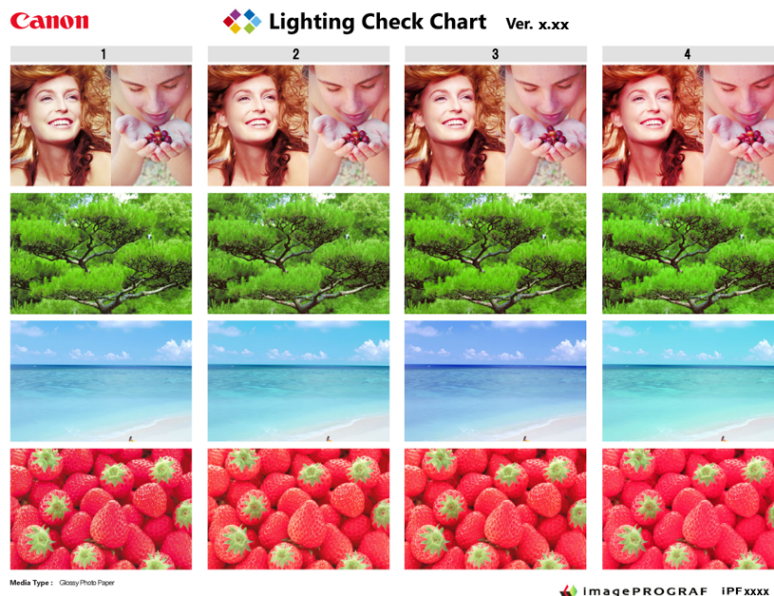 Canon
Lighting Check Chart Ver. x.xx
1 2 3 4
Media Type : Glossy Photo Paper
imagePROGRAF iPFxxxx